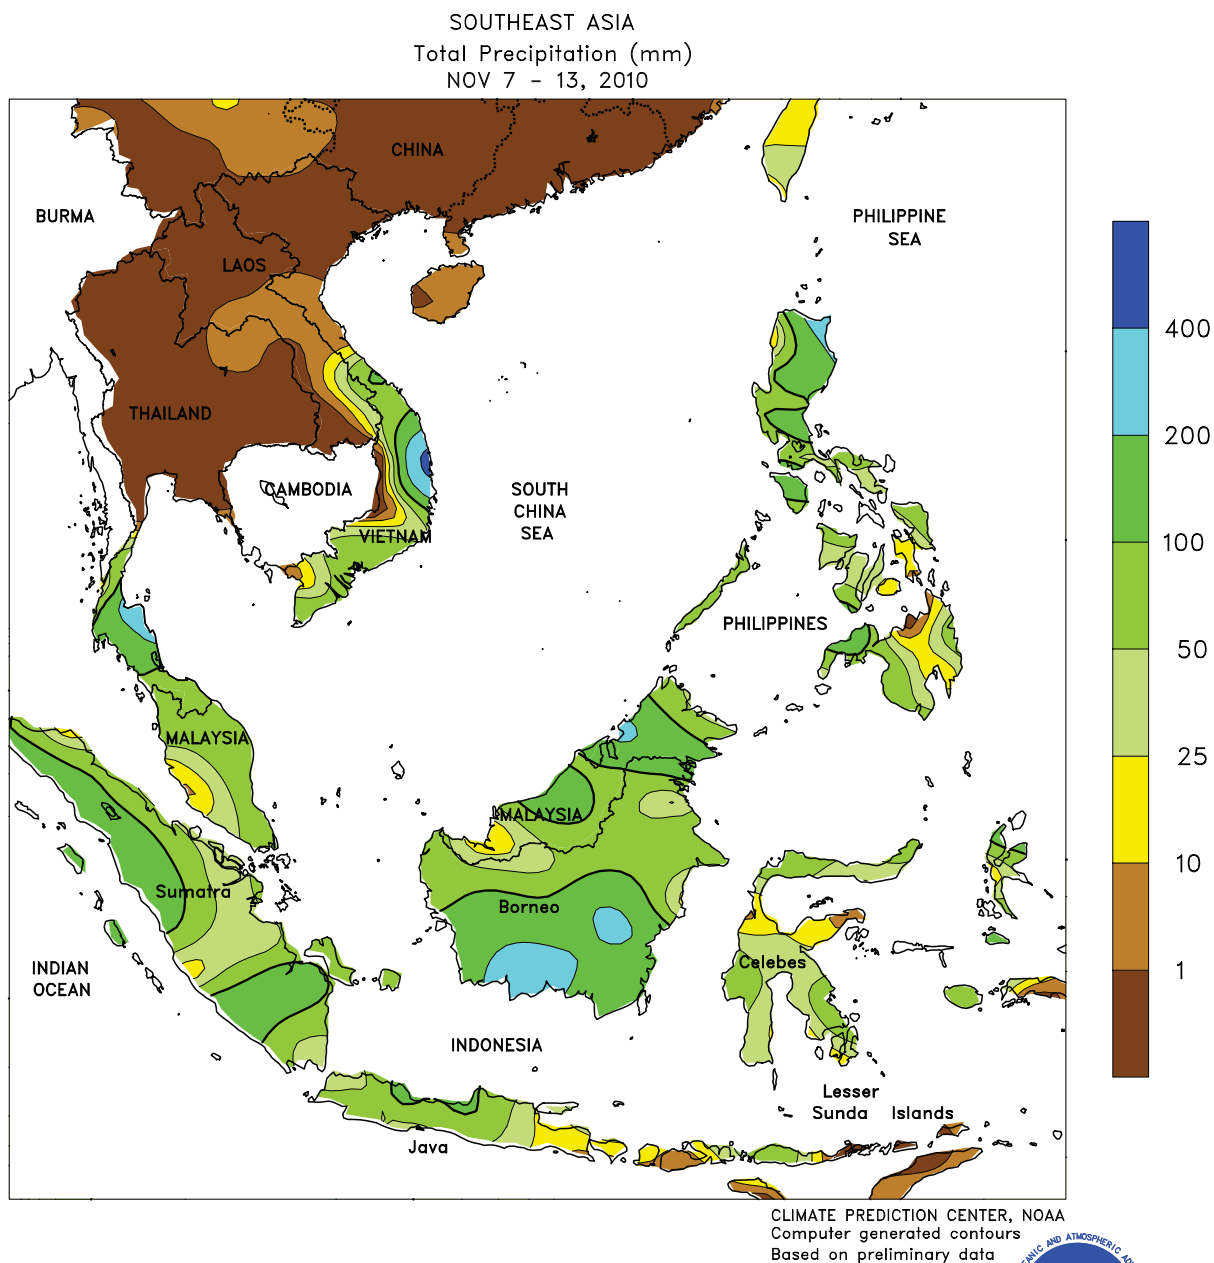 SOUTHEAST ASIA
Total Precipitation (mm)
NOV 7 - 13, 2010
CHINA
BURMA
PHILIPPINE
SEA
LAOS
400
THAILAND
200
CAMBODIA
SOUTH
CHINA
SEA
VIETNAM
100
PHILIPPINES
50
MALAYSIA
25
MALAYSIA
10
Sumatra
Borneo
Celebes
INDIAN
OCEAN
1
INDONESIA
Lesser
Sunda Islands
Java
CLIMATE PREDICTION CENTER, NOAA
Computer generated contours
Based on preliminary data
AND ATMOSPHERIC